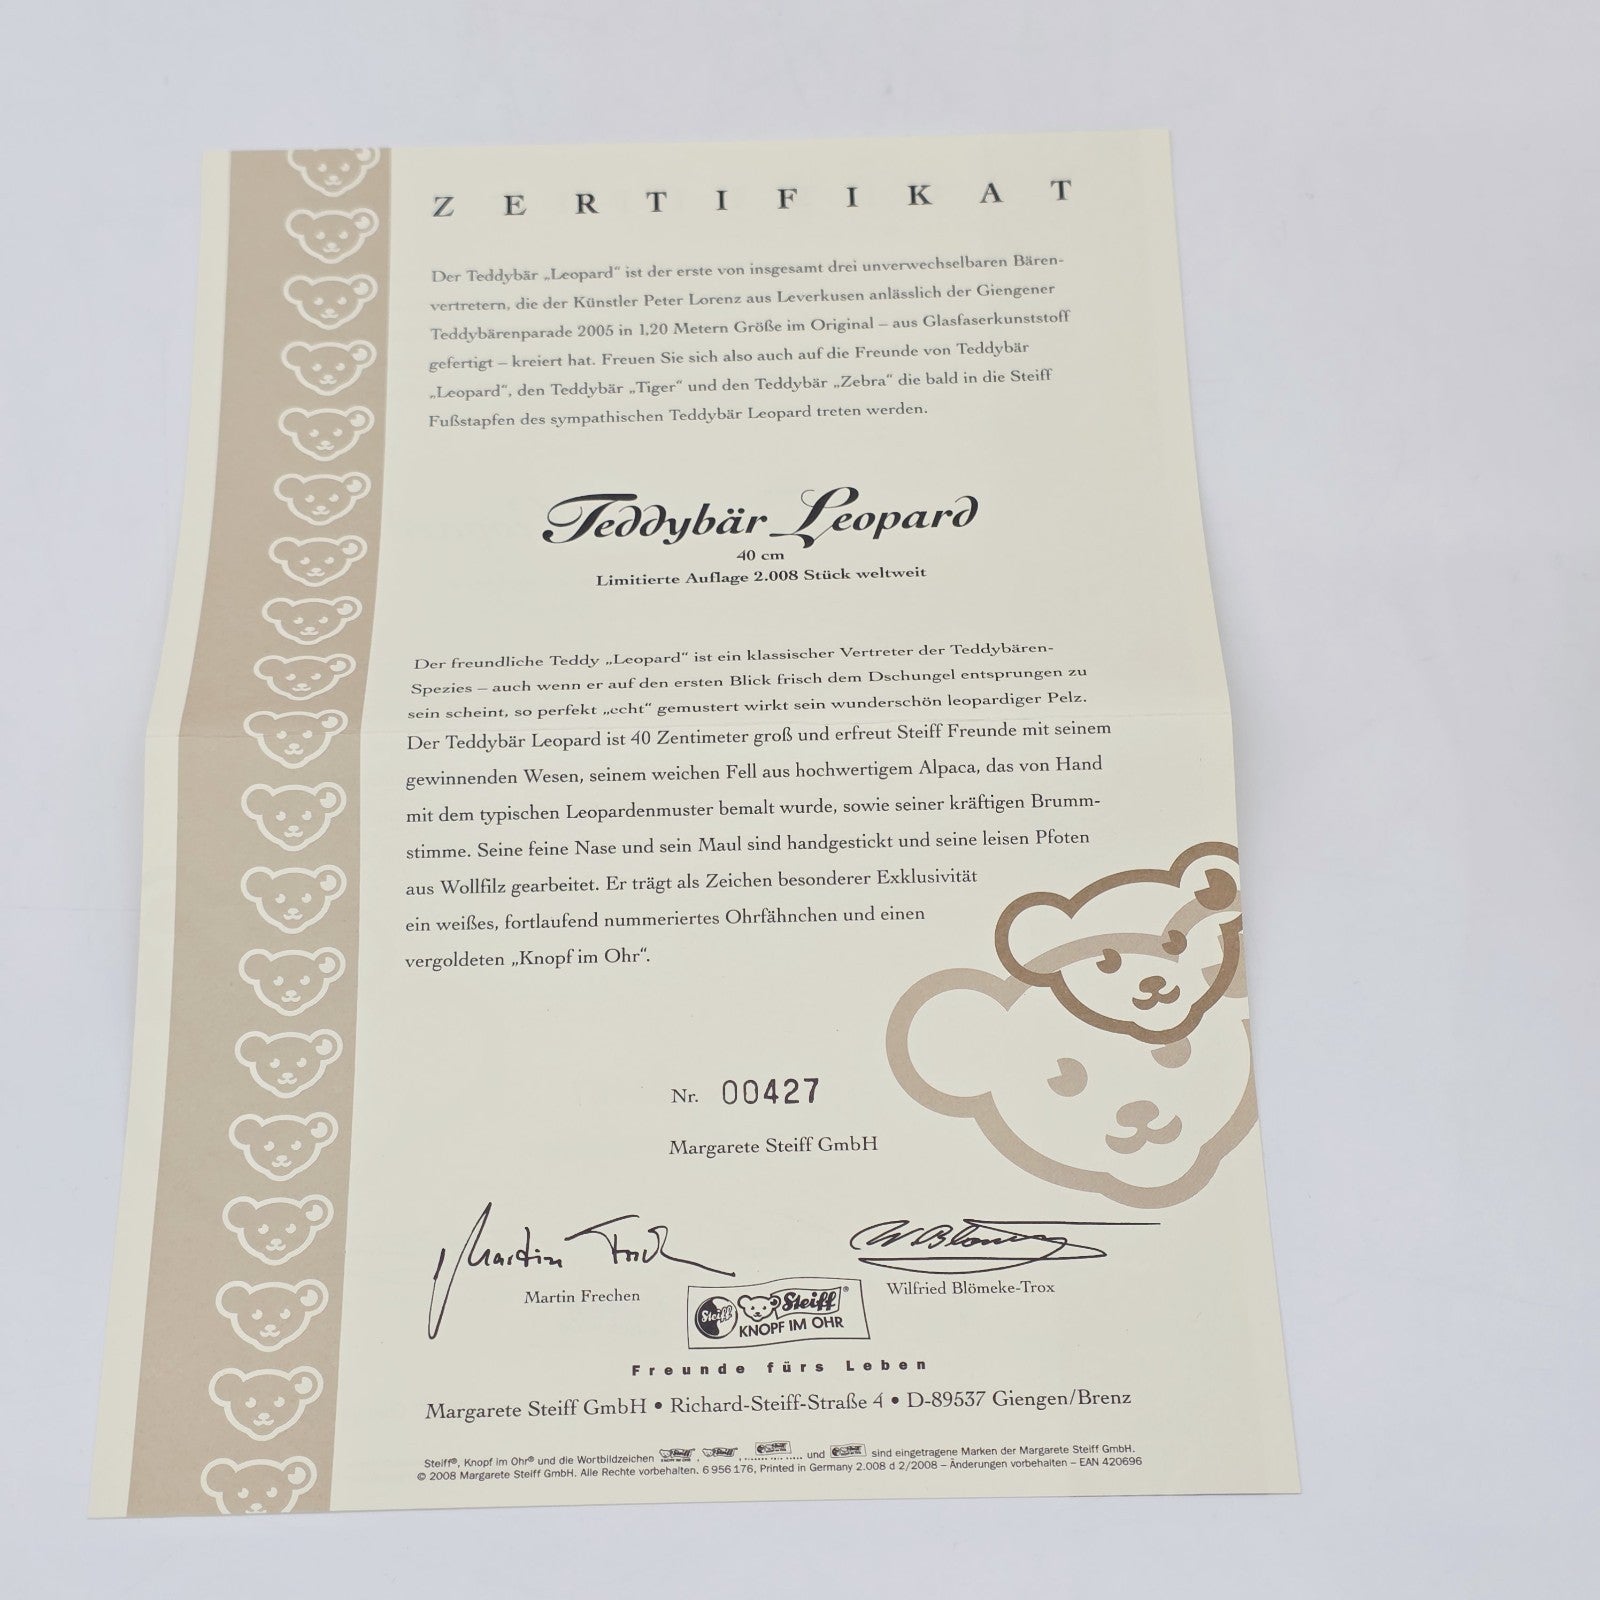 ZERTIFIKAT
Der Teddybär „Leopard“ ist der erste von insgesamt drei unverwechselbaren Bären-
vertretern, die der Künstler Peter Lorenz aus Leverkusen anlässlich der Giengener
Teddybärenparade 2005 in 1,20 Metern Größe im Original – aus Glasfaserkunststoff
gefertigt – kreiert hat. Freuen Sie sich also auch auf die Freunde von Teddybär
„Leopard“, den Teddybär „Tiger“ und den Teddybär „Zebra“ die bald in die Steiff
Fußstapfen des sympathischen Teddybär Leopard treten werden.
Teddybär Leopard
40 cm
Limitierte Auflage 2.008 Stück weltweit
Der freundliche Teddy „Leopard“ ist ein klassischer Vertreter der Teddybären-
Spezies – auch wenn er auf den ersten Blick frisch dem Dschungel entsprungen zu
sein scheint, so perfekt „echt“ gemustert wirkt sein wunderschön leopardiger Pelz.
Der Teddybär Leopard ist 40 Zentimeter groß und erfreut Steiff Freunde mit seinem
gewinnenden Wesen, seinem weichen Fell aus hochwertigem Alpaca, das von Hand
mit dem typischen Leopardenmuster bemalt wurde, sowie seiner kräftigen Brumm-
stimme. Seine feine Nase und sein Maul sind handgestickt und seine leisen Pfoten
aus Wollfilz gearbeitet. Er trägt als Zeichen besonderer Exklusivität
ein weißes, fortlaufend nummeriertes Ohrfähnchen und einen
vergoldeten „Knopf im Ohr“.
Nr. 00427
Margarete Steiff GmbH
Martin Frechen
Wilfried Blömeke-Trox
Steiff Steiff®
KNOPF IM OHR
Freunde fürs Leben
Margarete Steiff GmbH • Richard-Steiff-Straße 4 • D-89537 Giengen/Brenz
Steiff®, Knopf im Ohr® und die Wortbildzeichen , , , und sind eingetragene Marken der Margarete Steiff GmbH.
© 2008 Margarete Steiff GmbH. Alle Rechte vorbehalten. 6 956 176, Printed in Germany 2.008 d 2/2008 – Änderungen vorbehalten – EAN 420696